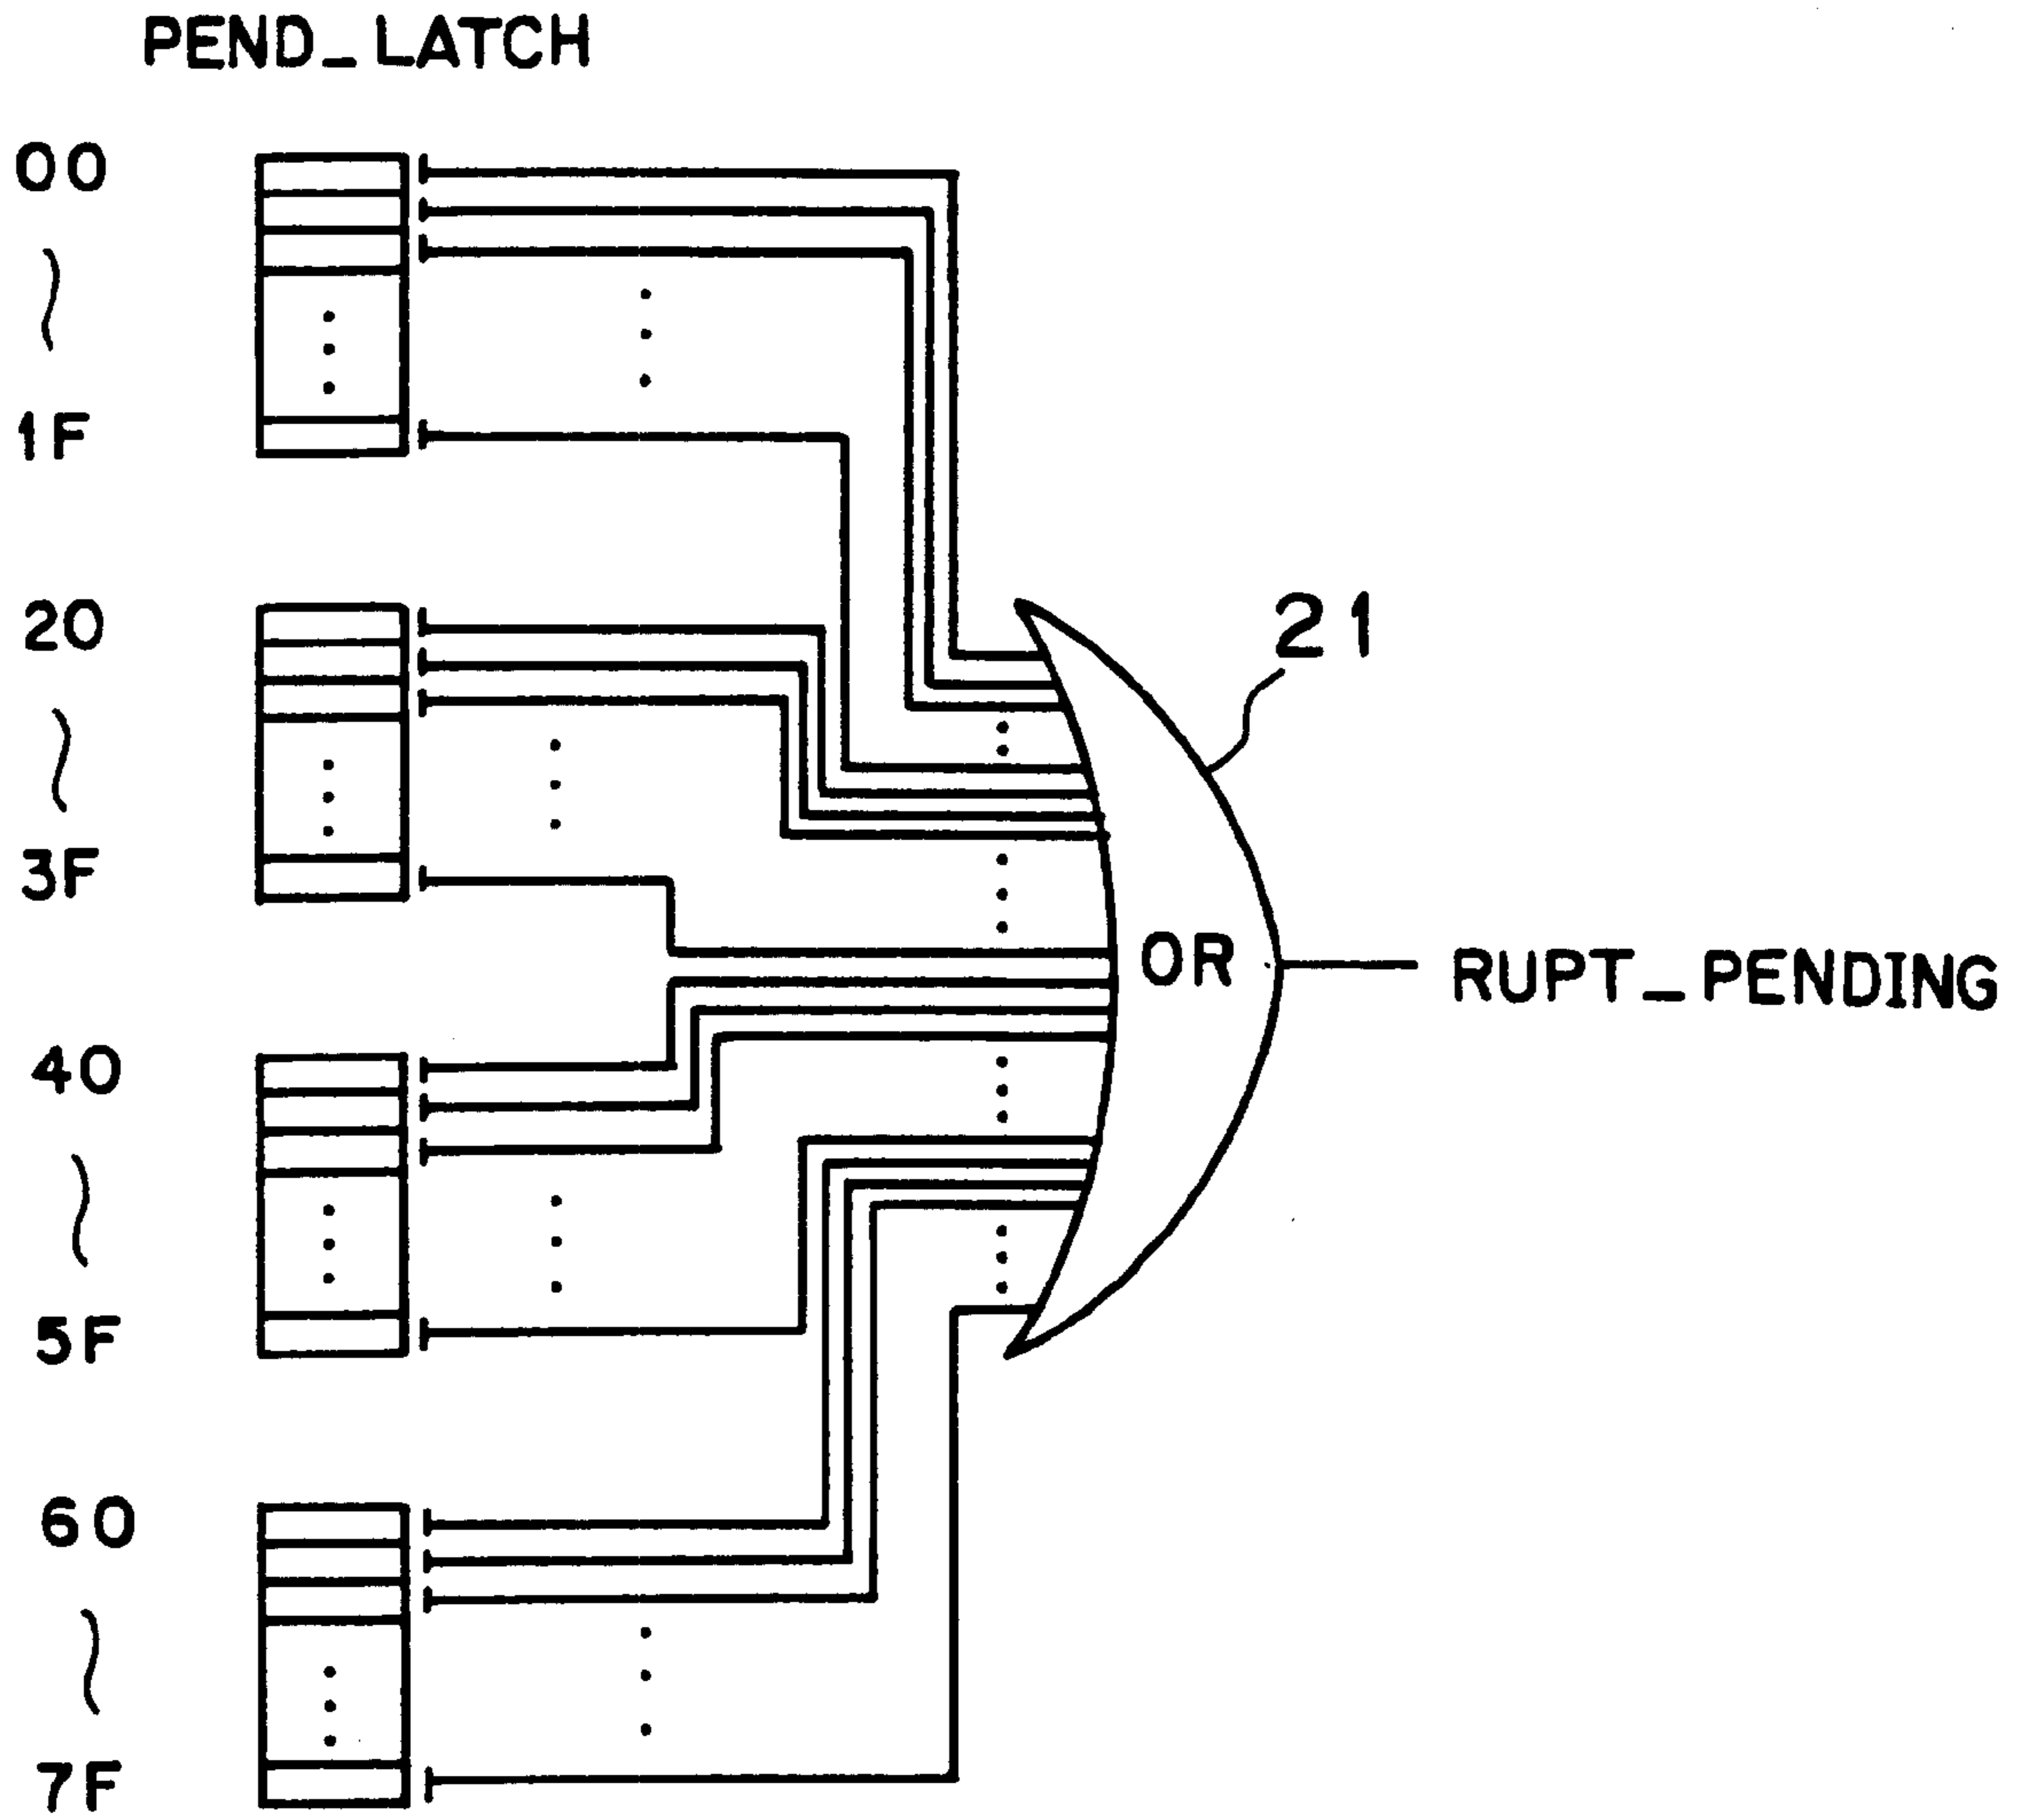 PEND_LATCH
00
1F
20
21
3F
OR
RUPT_PENDING
40
5F
60
7F